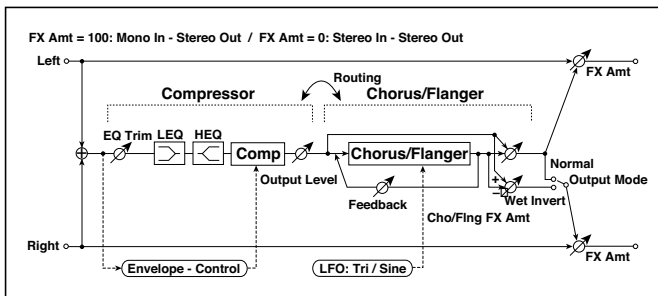 FX Amt = 100: Mono In - Stereo Out / FX Amt = 0: Stereo In - Stereo Out
Left
FX Amt
Routing
Compressor
Chorus/Flanger
EQ Trim
LEQ
HEQ
Comp
Chorus/Flanger
Output Level
Normal
Output Mode
+
−
Wet Invert
Feedback
Cho/Flng FX Amt
Right
FX Amt
Envelope - Control
LFO: Tri / Sine